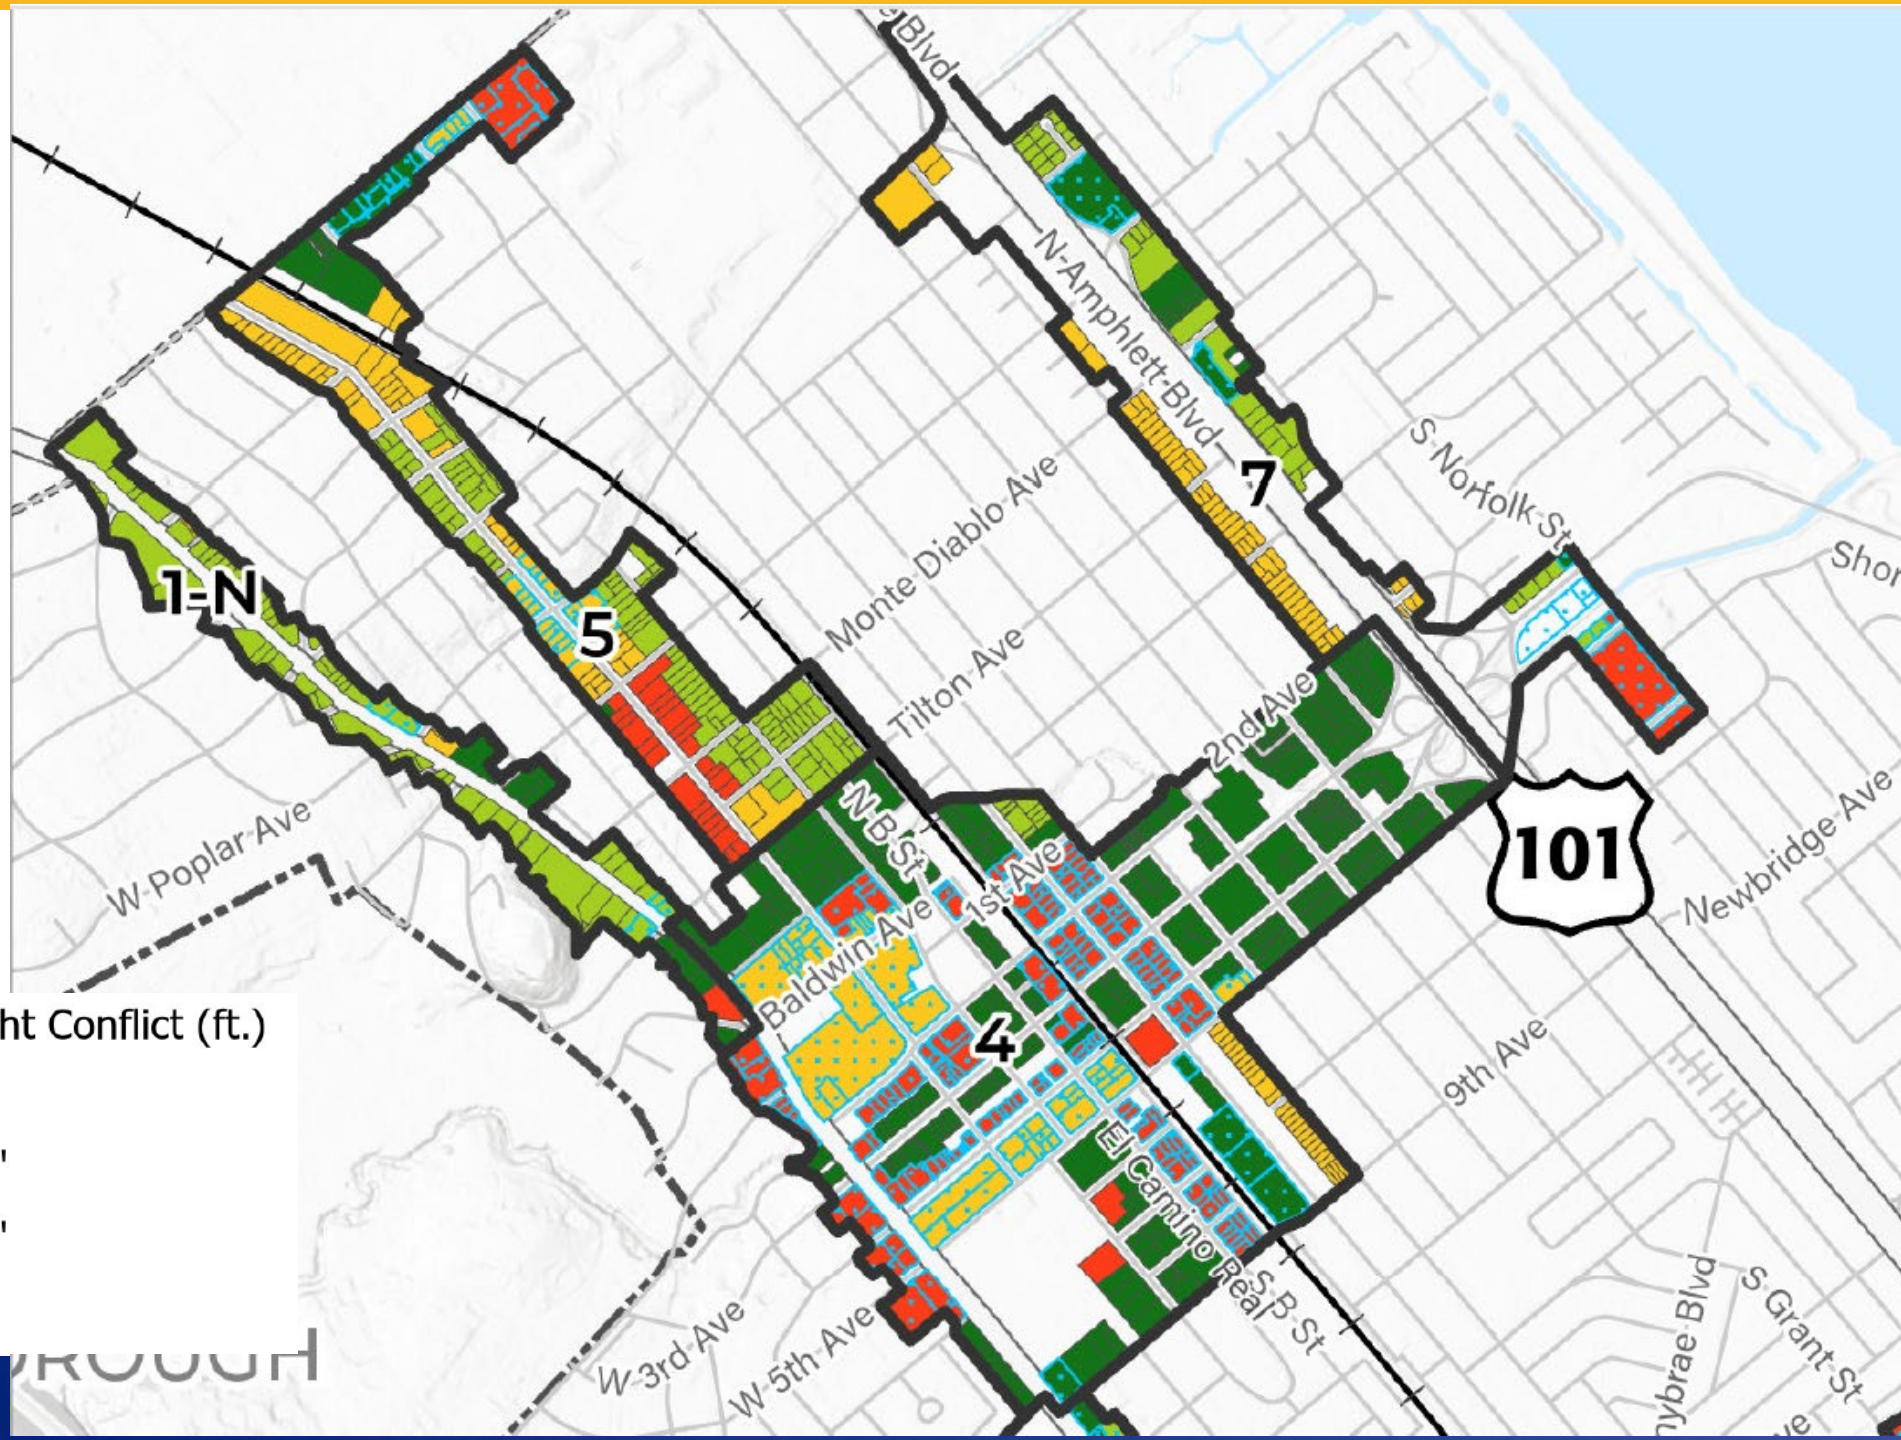 Blvd
N-Amphlett-Blvd
7
S-Norfolk-St
Monte Diablo Ave
1-N
5
Tilton Ave
2nd Ave
N-B-St
W-Poplar-Ave
101
Newbridge Ave
1st Ave
Baldwin Ave
4
9th Ave
ht Conflict (ft.)
'
'
El Camino Real
S-B-St
W-3rd Ave
W-5th Ave
S Grant-St